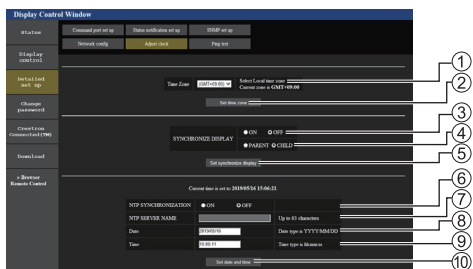 Display Control Window
Status
Display control
Detailed set up
Change password
Crestron Connected(TM)
Download
» Browser Remote Control
Command port set up
Status notification set up
SNMP set up
Network config
Adjust clock
Ping test
Time Zone
(GMT+09:00)
Select Local time zone
Current zone is GMT+09:00
Set time zone
SYNCHRONIZE DISPLAY
ON
OFF
PARENT
CHILD
Set synchronize display
Current time is set to 2019/05/16 15:06:21
NTP SYNCHRONIZATION
ON
OFF
NTP SERVER NAME
Up to 63 characters
Date
2019/05/16
Date type is YYYY/MM/DD
Time
Time type is hh:mm:ss
Set date and time
1
2
3
4
5
6
7
8
9
10